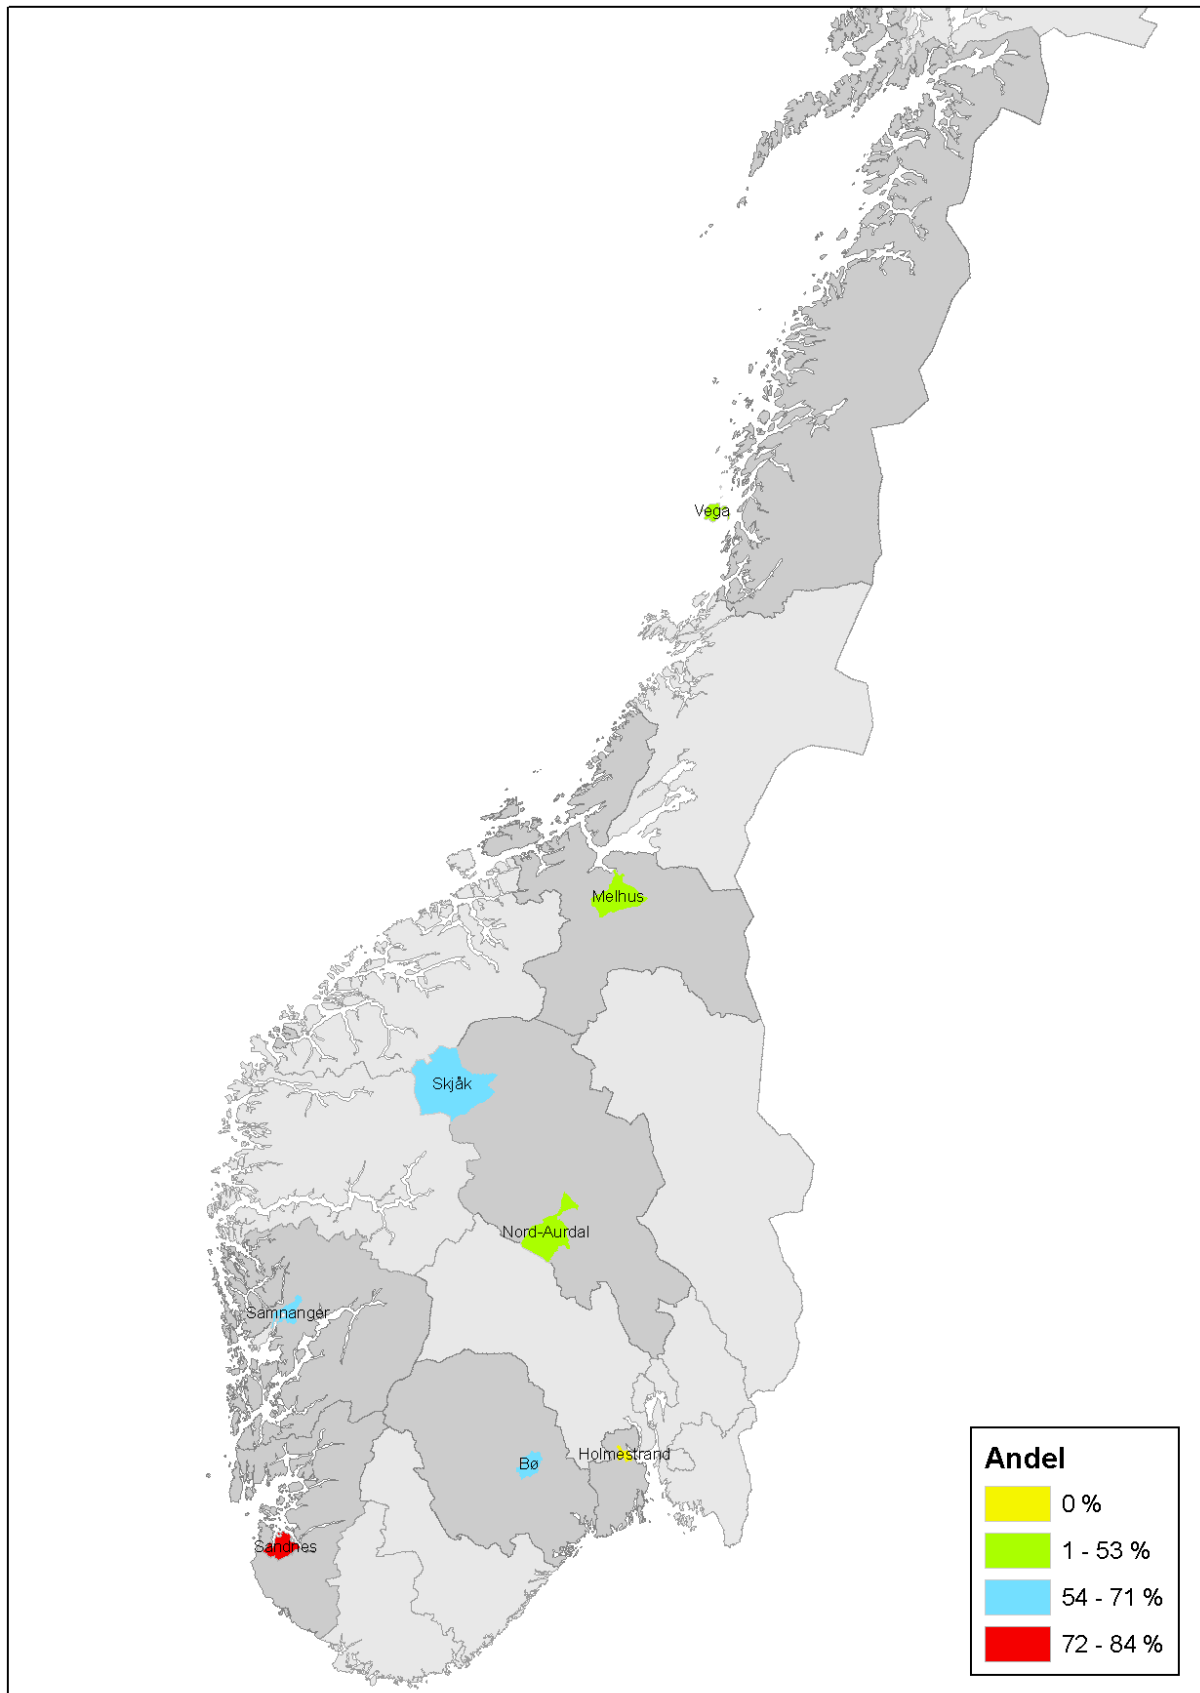 Vega
Melhus
Skjåk
Nord-Aurdal
Samnanger
Holmestrand
Bø
Sandnes
Andel
0 %
1 - 53 %
54 - 71 %
72 - 84 %